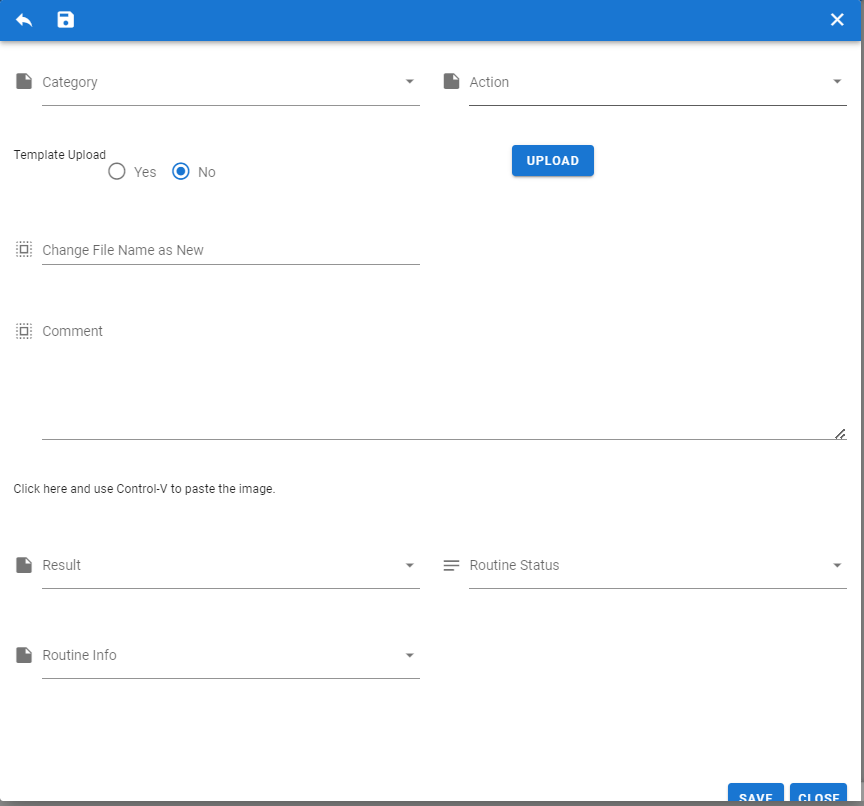 Category
Action
Template Upload
Yes
No
UPLOAD
Change File Name as New
Comment
Click here and use Control-V to paste the image.
Result
Routine Status
Routine Info
SAVE
CLOSE